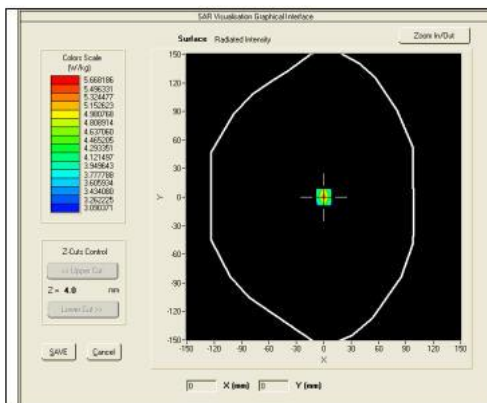 SAR Visualisation Graphical Interface
Surface Radiated Intensity
Zoom In/Out
Colors Scale
(W/kg)
5.668186
5.496331
5.324477
5.152623
4.980768
4.808914
4.637060
4.465205
4.293351
4.121497
3.949643
3.777788
3.605934
3.434080
3.262225
3.090371
150
120
90
60
30
0
-30
-60
-90
-120
-150
Y
-150 -120 -90 -60 -30 0 30 60 90 120 150
X
Z-Cuts Control
<< Upper Cut
Z = 4.0 mm
Lower Cut >>
SAVE Cancel
0 X (mm) 0 Y (mm)